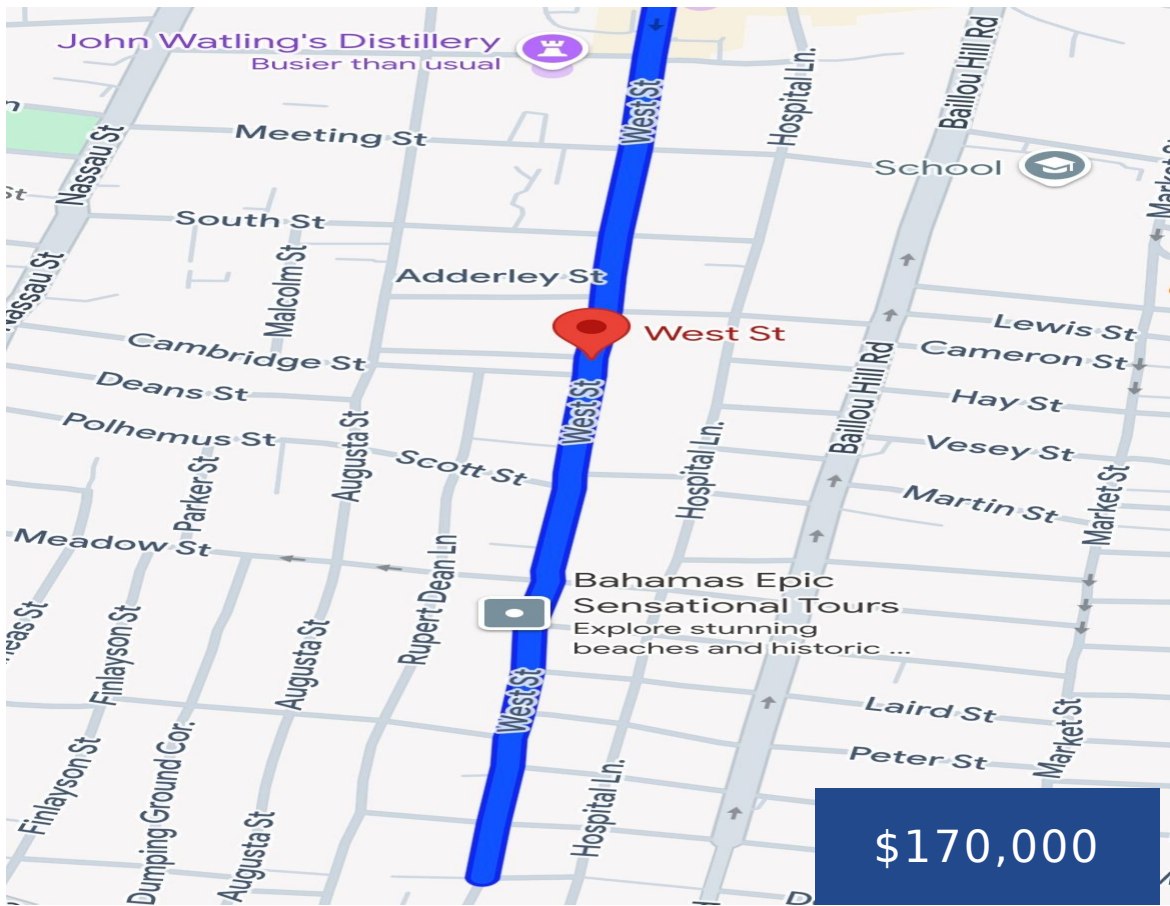 John Watling's Distillery
Busier than usual
West St
Hospital Ln.
Baillou Hill Rd
Nassau St
Meeting St
School
St
South St
Malcolm St
Adderley St
Nassau St
West St
Lewis St
Cambridge St
Cameron St
Deans St
West St
Baillou Hill Rd
Hay St
Polhemus St
Augusta St
Scott St
Hospital Ln.
Vesey St
Parker St
Martin St
Market St
Meadow St
Rupert Dean Ln
Bahamas Epic
Sensational Tours
Explore stunning
beaches and historic ...
Finlayson St
Augusta St
West St
Laird St
Market St
Peter St
Finlayson St
Dumping Ground Cor.
Augusta St
Hospital Ln.
$170,000